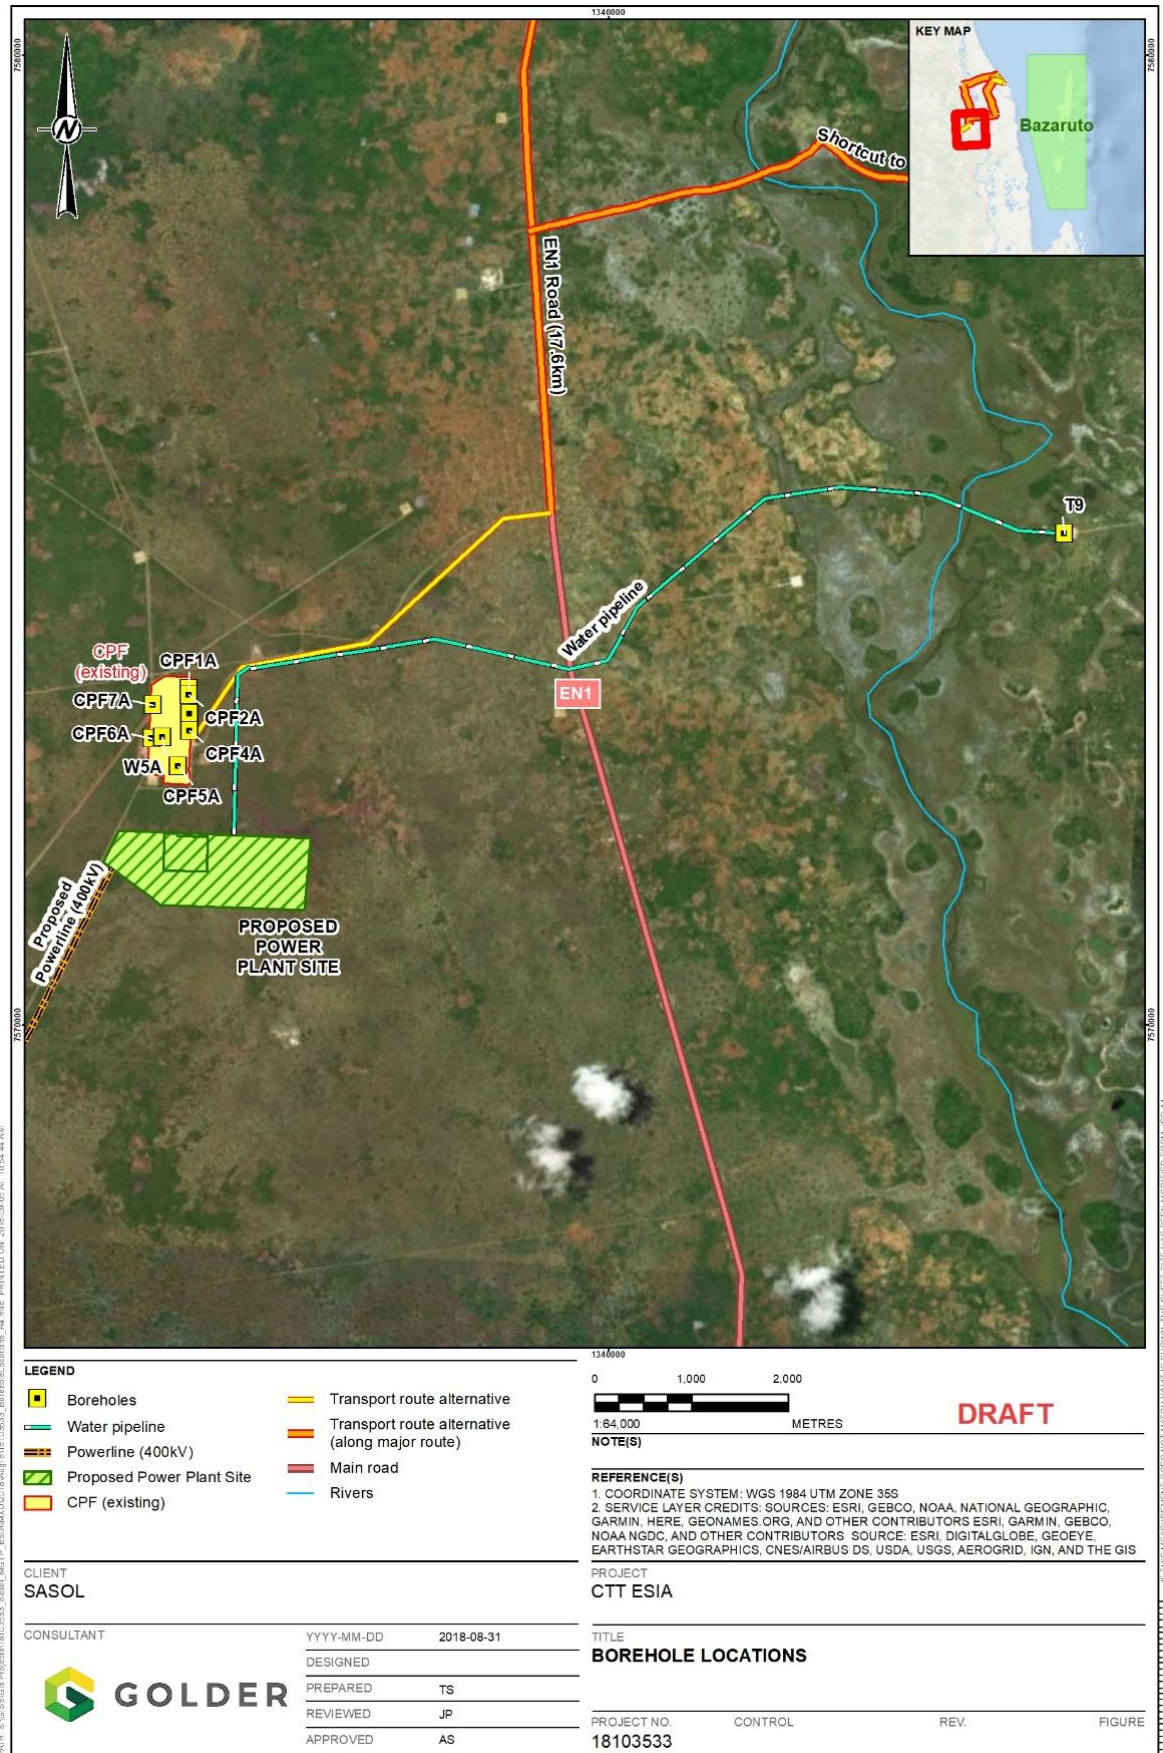 1340000
7580000
7580000
N
KEY MAP
Bazaruto
Shortcut to
EN1 Road (17.6km)
T9
Water pipeline
EN1
CPF
(existing)
CPF1A
CPF7A
CPF2A
CPF6A
CPF4A
W5A
CPF5A
Proposed
Powerline (400kV)
PROPOSED
POWER
PLANT SITE
7570000
7570000
1340000
LEGEND
Boreholes
Water pipeline
Powerline (400kV)
Proposed Power Plant Site
CPF (existing)
Transport route alternative
Transport route alternative
(along major route)
Main road
Rivers
0 1,000 2,000
1:64,000 METRES
DRAFT
NOTE(S)
REFERENCE(S)
1. COORDINATE SYSTEM: WGS 1984 UTM ZONE 35S
2. SERVICE LAYER CREDITS: SOURCES: ESRI, GEBCO, NOAA, NATIONAL GEOGRAPHIC,
GARMIN, HERE, GEONAMES.ORG, AND OTHER CONTRIBUTORS ESRI, GARMIN, GEBCO,
NOAA NGDC, AND OTHER CONTRIBUTORS SOURCE: ESRI, DIGITALGLOBE, GEOEYE,
EARTHSTAR GEOGRAPHICS, CNES/AIRBUS DS, USDA, USGS, AEROGRID, IGN, AND THE GIS
CLIENT
SASOL
PROJECT
CTT ESIA
CONSULTANT
GOLDER
YYYY-MM-DD 2018-08-31
DESIGNED
PREPARED TS
REVIEWED JP
APPROVED AS
TITLE
BOREHOLE LOCATIONS
PROJECT NO. CONTROL REV. FIGURE
18103533